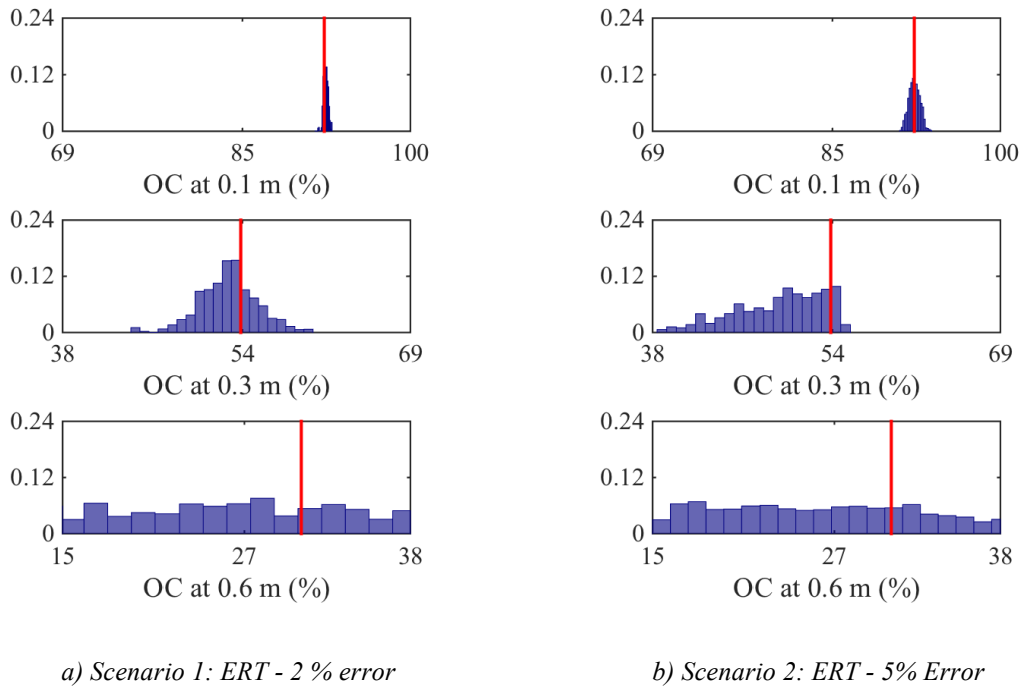 0.24
0.12
0
69 85 100
OC at 0.1 m (%)
0.24
0.12
0
38 54 69
OC at 0.3 m (%)
0.24
0.12
0
15 27 38
OC at 0.6 m (%)
a) Scenario 1: ERT - 2 % error
0.24
0.12
0
69 85 100
OC at 0.1 m (%)
0.24
0.12
0
38 54 69
OC at 0.3 m (%)
0.24
0.12
0
15 27 38
OC at 0.6 m (%)
b) Scenario 2: ERT - 5% Error